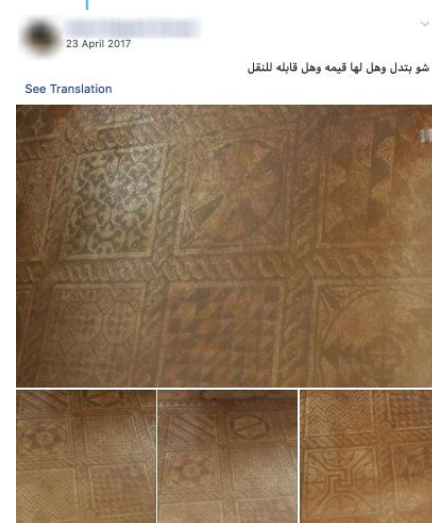 23 April 2017
شو بتدل وهل لها قيمه وهل قابله للنقل
See Translation